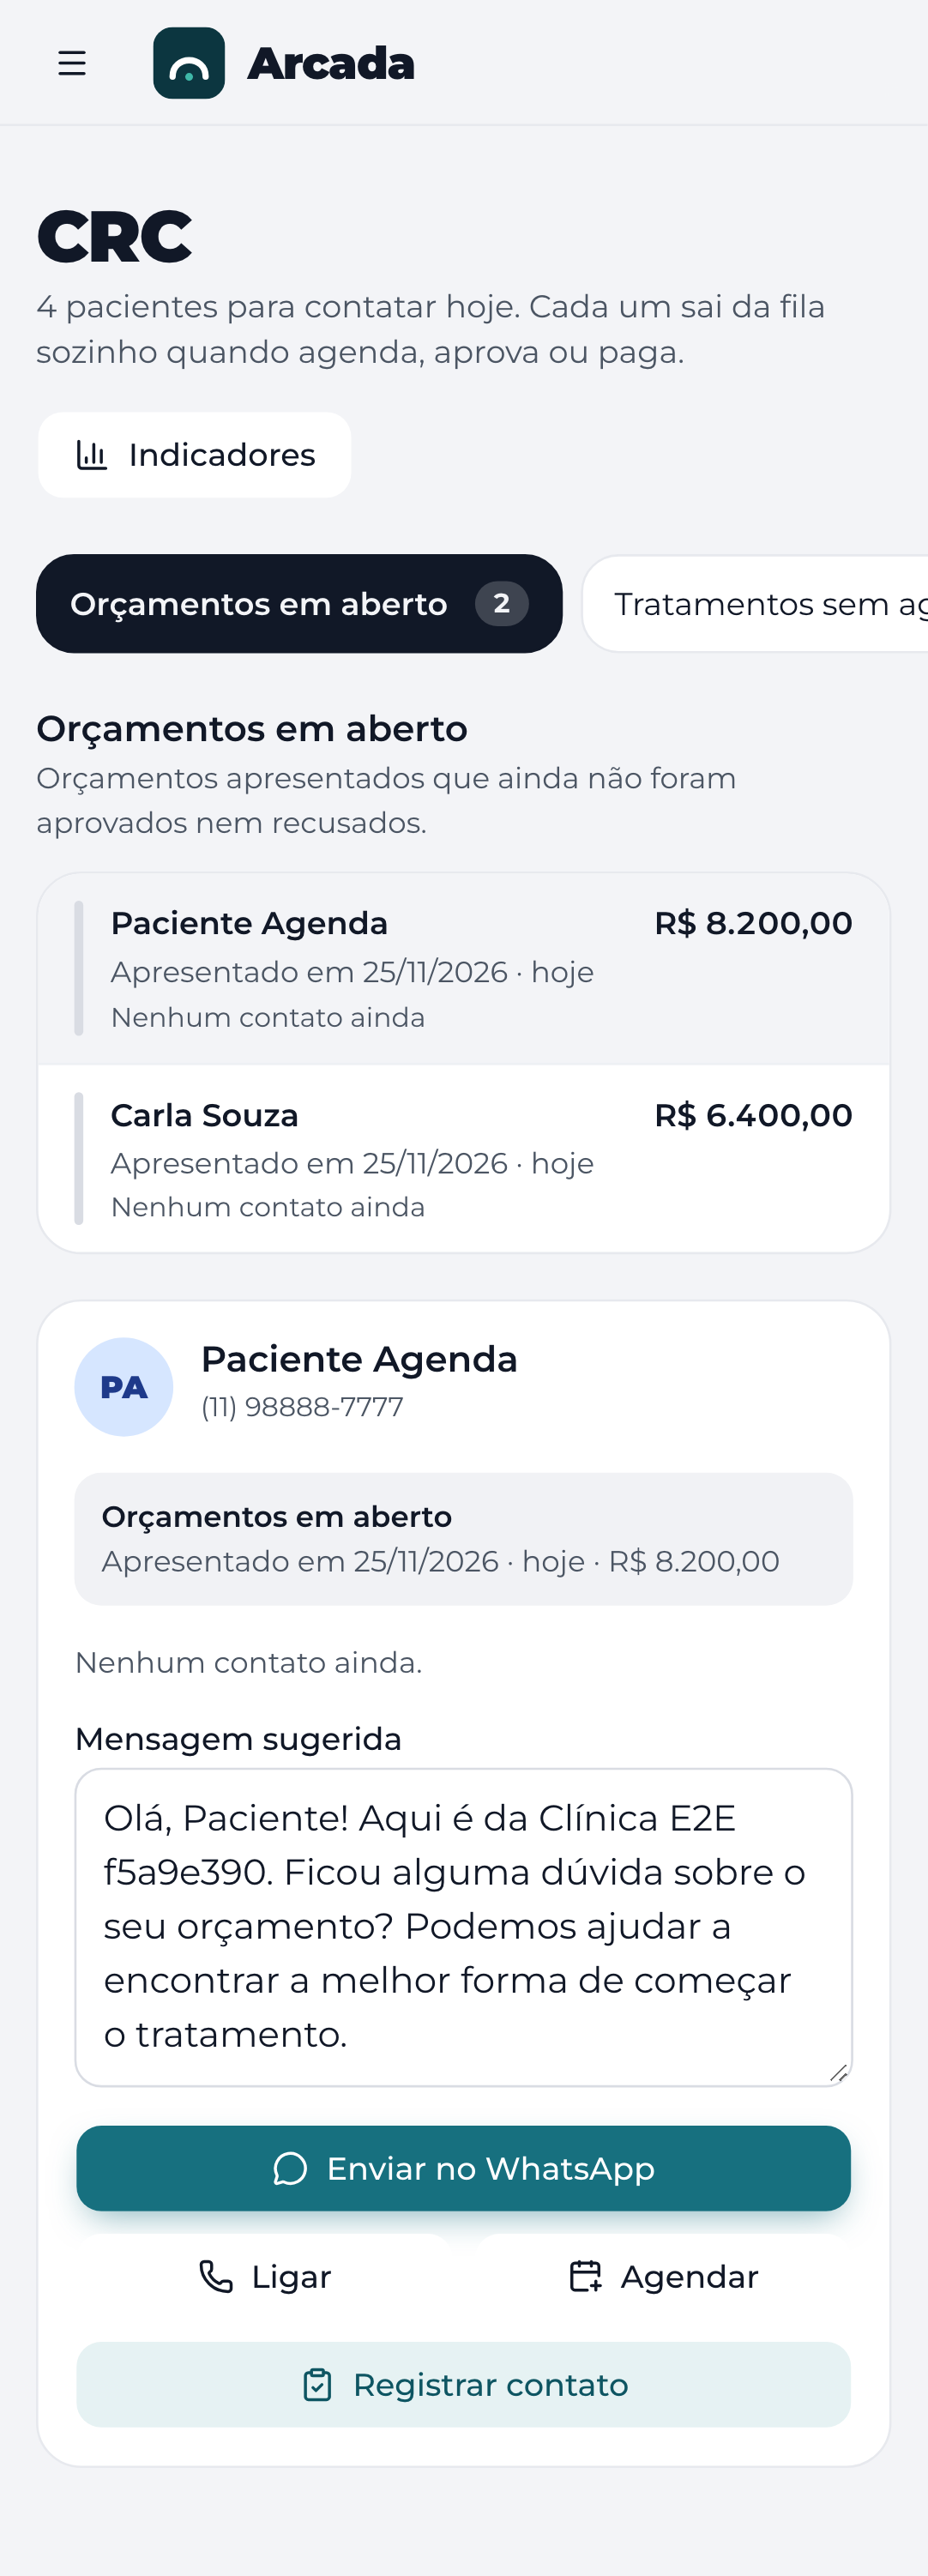 Arcada
CRC
4 pacientes para contatar hoje. Cada um sai da fila
sozinho quando agenda, aprova ou paga.
Indicadores
Orçamentos em aberto 2
Tratamentos sem ag
Orçamentos em aberto
Orçamentos apresentados que ainda não foram
aprovados nem recusados.
Paciente Agenda R$ 8.200,00
Apresentado em 25/11/2026 · hoje
Nenhum contato ainda
Carla Souza R$ 6.400,00
Apresentado em 25/11/2026 · hoje
Nenhum contato ainda
PA
Paciente Agenda
(11) 98888-7777
Orçamentos em aberto
Apresentado em 25/11/2026 · hoje · R$ 8.200,00
Nenhum contato ainda.
Mensagem sugerida
Olá, Paciente! Aqui é da Clínica E2E
f5a9e390. Ficou alguma dúvida sobre o
seu orçamento? Podemos ajudar a
encontrar a melhor forma de começar
o tratamento.
Enviar no WhatsApp
Ligar
Agendar
Registrar contato